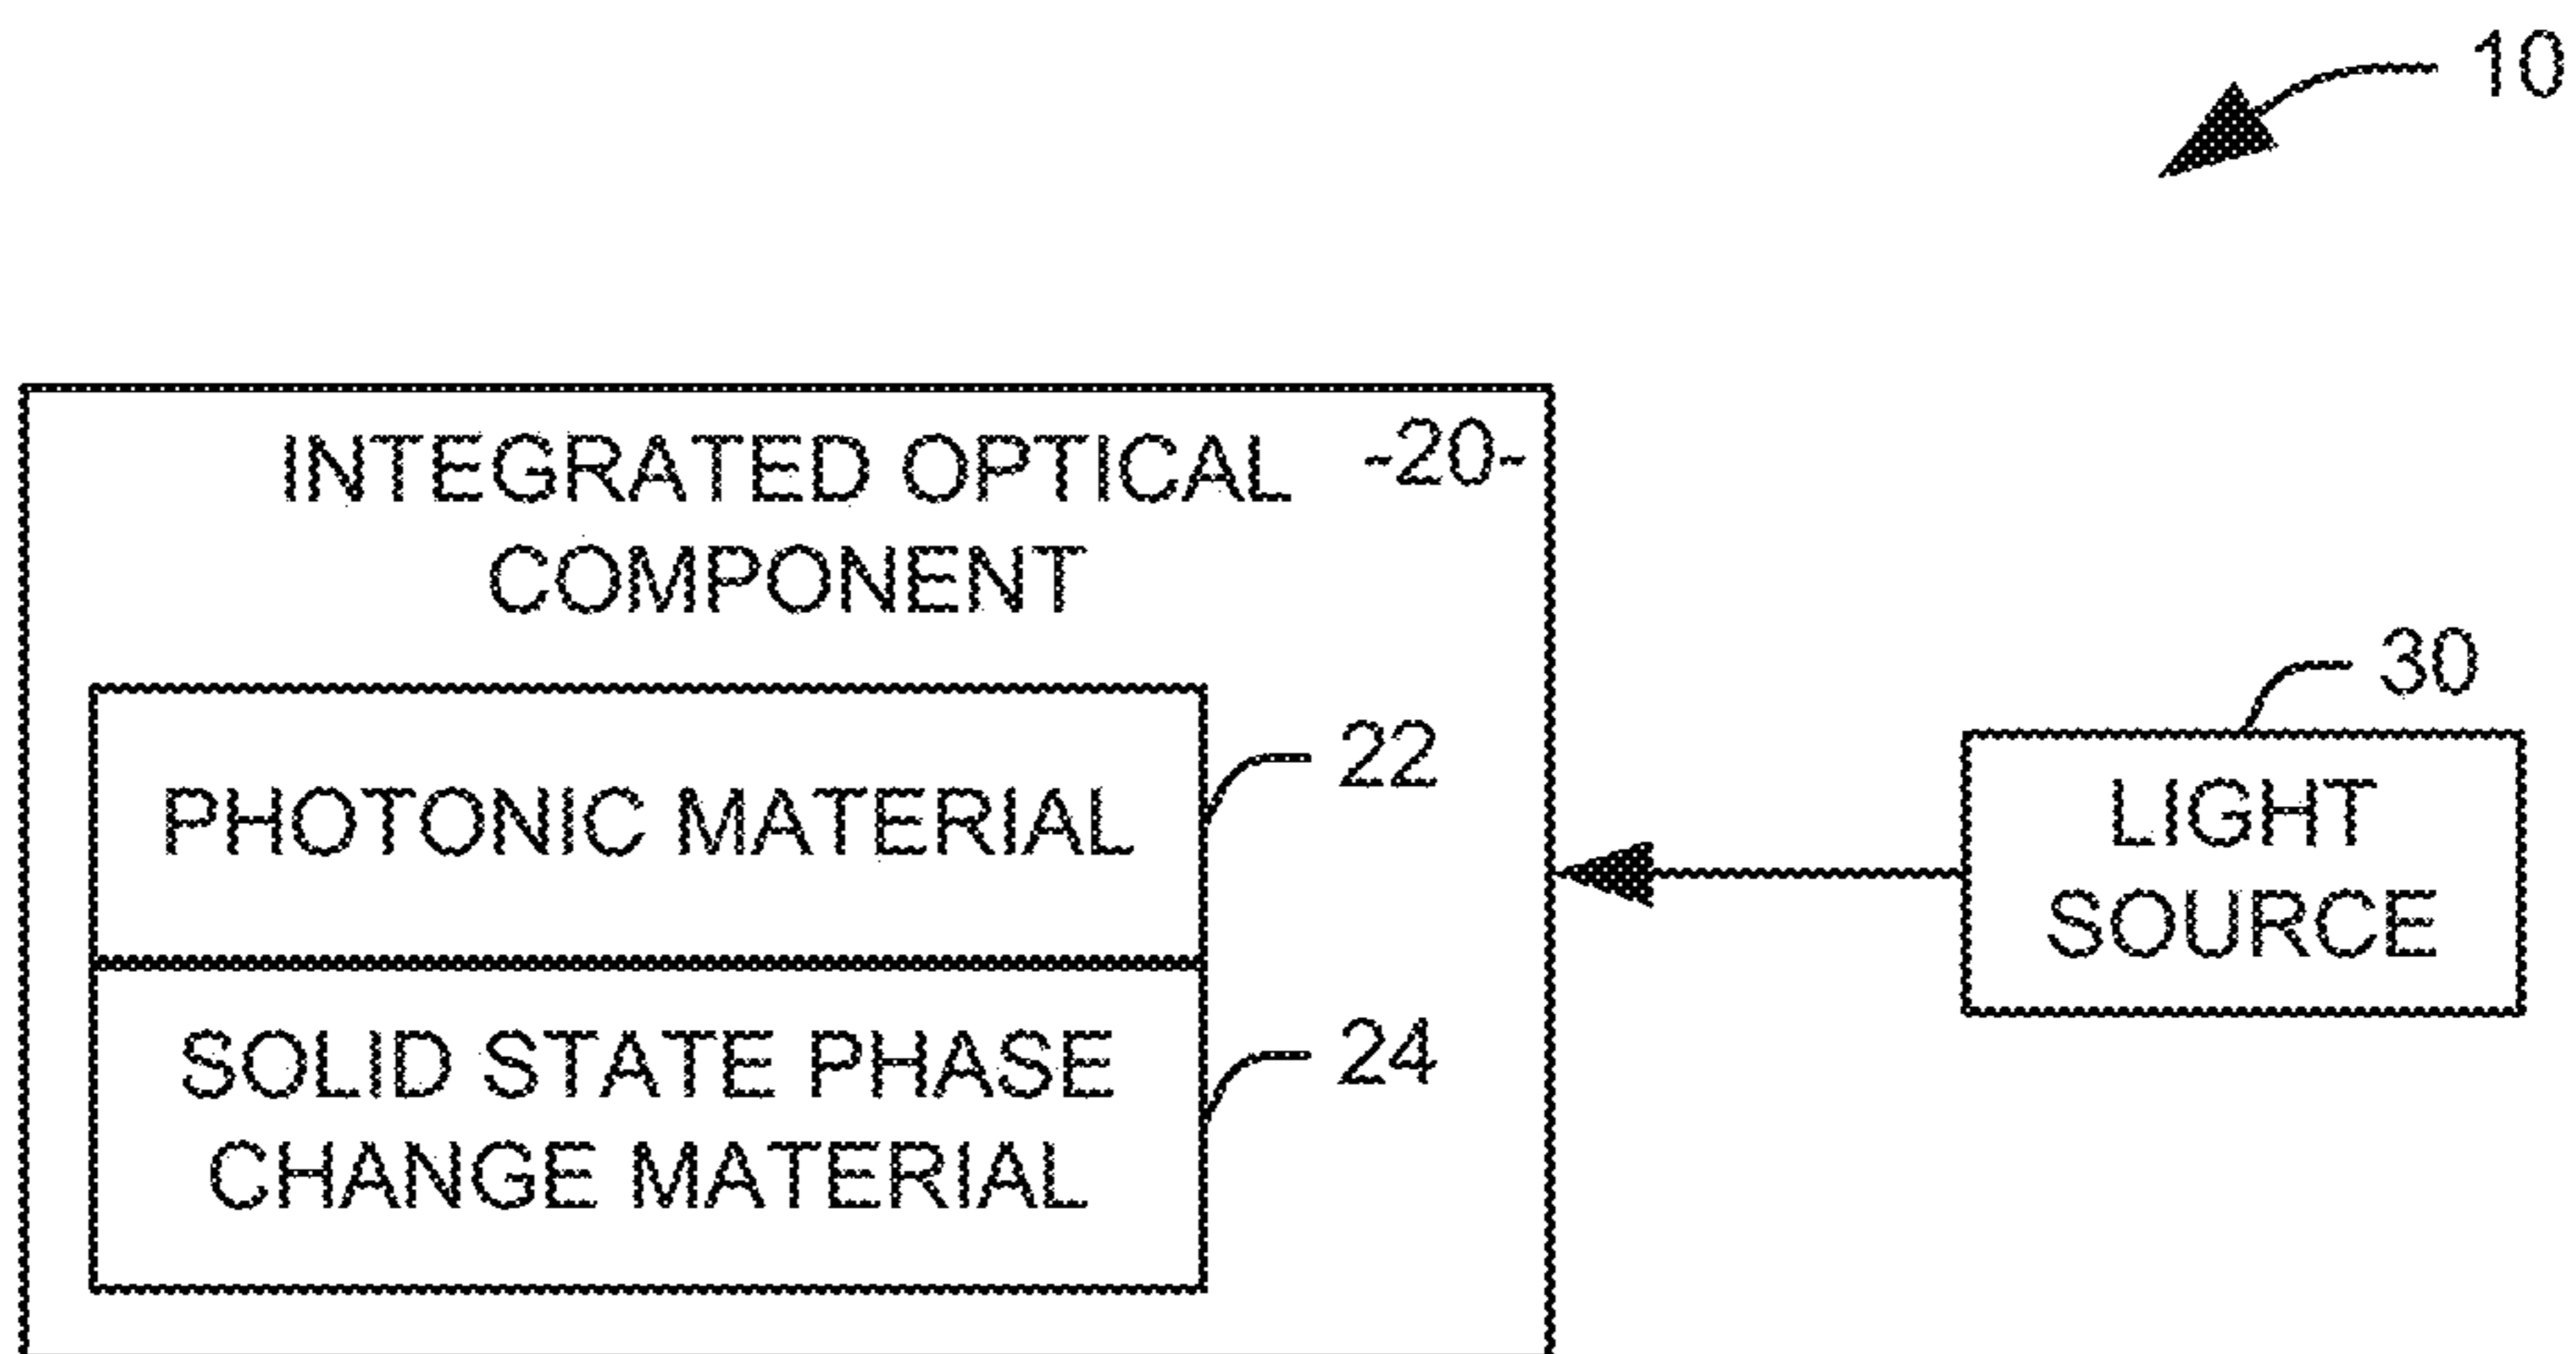 10
INTEGRATED OPTICAL
COMPONENT
-20-
PHOTONIC MATERIAL
22
SOLID STATE PHASE
CHANGE MATERIAL
24
30
LIGHT
SOURCE